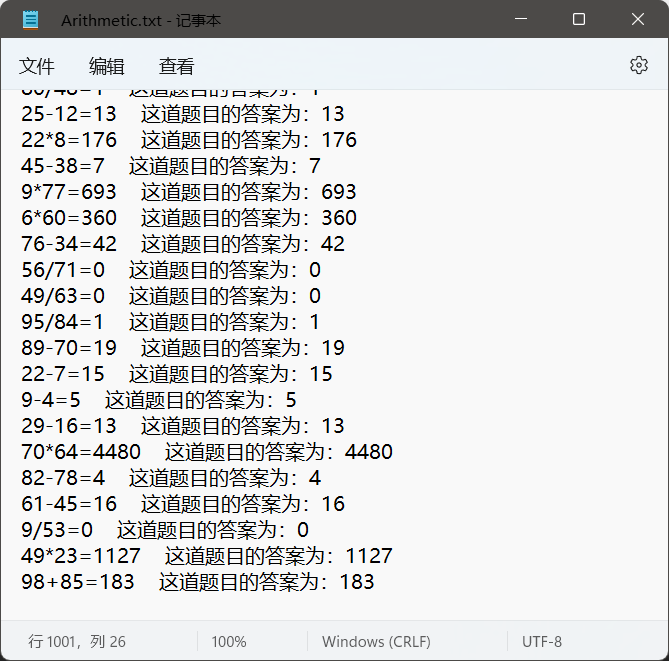 Arithmetic.txt - 记事本
文件 编辑 查看
25-12=13 这道题目的答案为：13
22*8=176 这道题目的答案为：176
45-38=7 这道题目的答案为：7
9*77=693 这道题目的答案为：693
6*60=360 这道题目的答案为：360
76-34=42 这道题目的答案为：42
56/71=0 这道题目的答案为：0
49/63=0 这道题目的答案为：0
95/84=1 这道题目的答案为：1
89-70=19 这道题目的答案为：19
22-7=15 这道题目的答案为：15
9-4=5 这道题目的答案为：5
29-16=13 这道题目的答案为：13
70*64=4480 这道题目的答案为：4480
82-78=4 这道题目的答案为：4
61-45=16 这道题目的答案为：16
9/53=0 这道题目的答案为：0
49*23=1127 这道题目的答案为：1127
98+85=183 这道题目的答案为：183
行 1001，列 26 100% Windows (CRLF) UTF-8